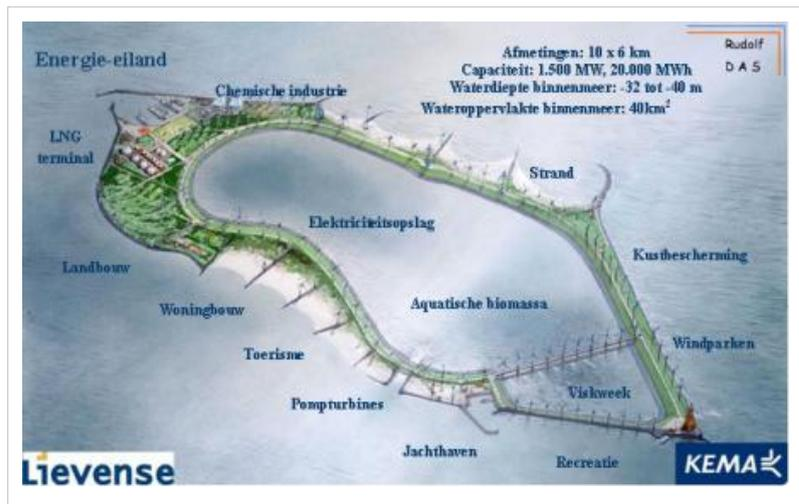 Energie-eiland
Afmetingen: 10 x 6 km
Capaciteit: 1.500 MW, 20.000 MWh
Waterdiepte binnenmeer: -32 tot -40 m
Wateroppervlakte binnenmeer: 40km²
Rudolf
DAS
Chemische industrie
LNG
terminal
Strand
Elektriciteitsopslag
Kustbescherming
Landbouw
Woningbouw
Aquatische biomassa
Toerisme
Windparken
Pompturbines
Viskweek
Jachthaven
Recreatie
Lievense
KEMA